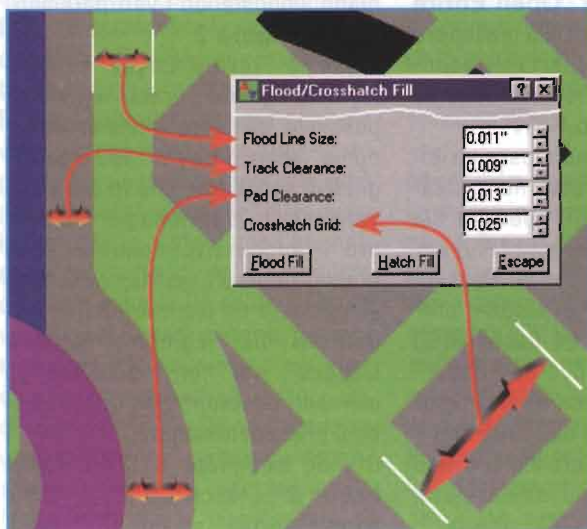 Flood/Crosshatch Fill
Flood Line Size: 0.011"
Track Clearance: 0.009"
Pad Clearance: 0.013"
Crosshatch Grid: 0.025"
Flood Fill Hatch Fill Escape